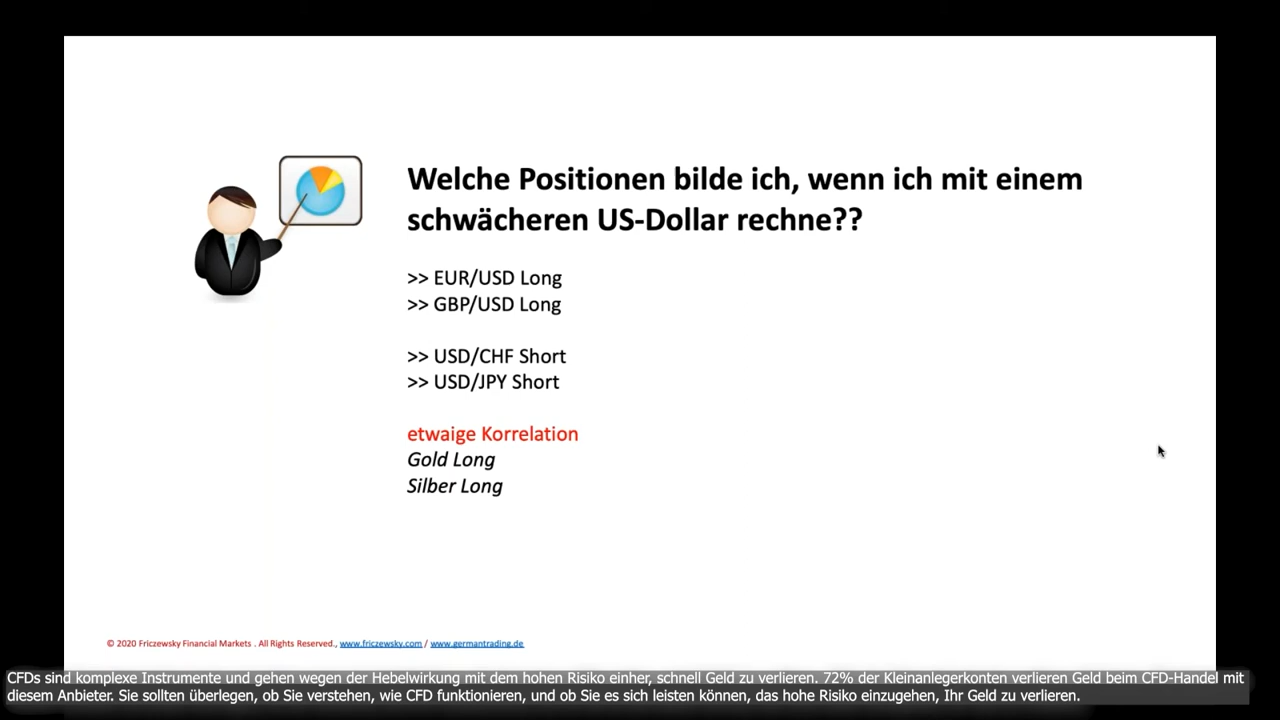 Welche Positionen bilde ich, wenn ich mit einem
schwächeren US-Dollar rechne??
>> EUR/USD Long
>> GBP/USD Long
>> USD/CHF Short
>> USD/JPY Short
etwaige Korrelation
Gold Long
Silber Long
© 2020 Friczewsky Financial Markets . All Rights Reserved., www.friczewsky.com / www.germantrading.de
CFDs sind komplexe Instrumente und gehen wegen der Hebelwirkung mit dem hohen Risiko einher, schnell Geld zu verlieren. 72% der Kleinanlegerkonten verlieren Geld beim CFD-Handel mit
diesem Anbieter. Sie sollten überlegen, ob Sie verstehen, wie CFD funktionieren, und ob Sie es sich leisten können, das hohe Risiko einzugehen, Ihr Geld zu verlieren.